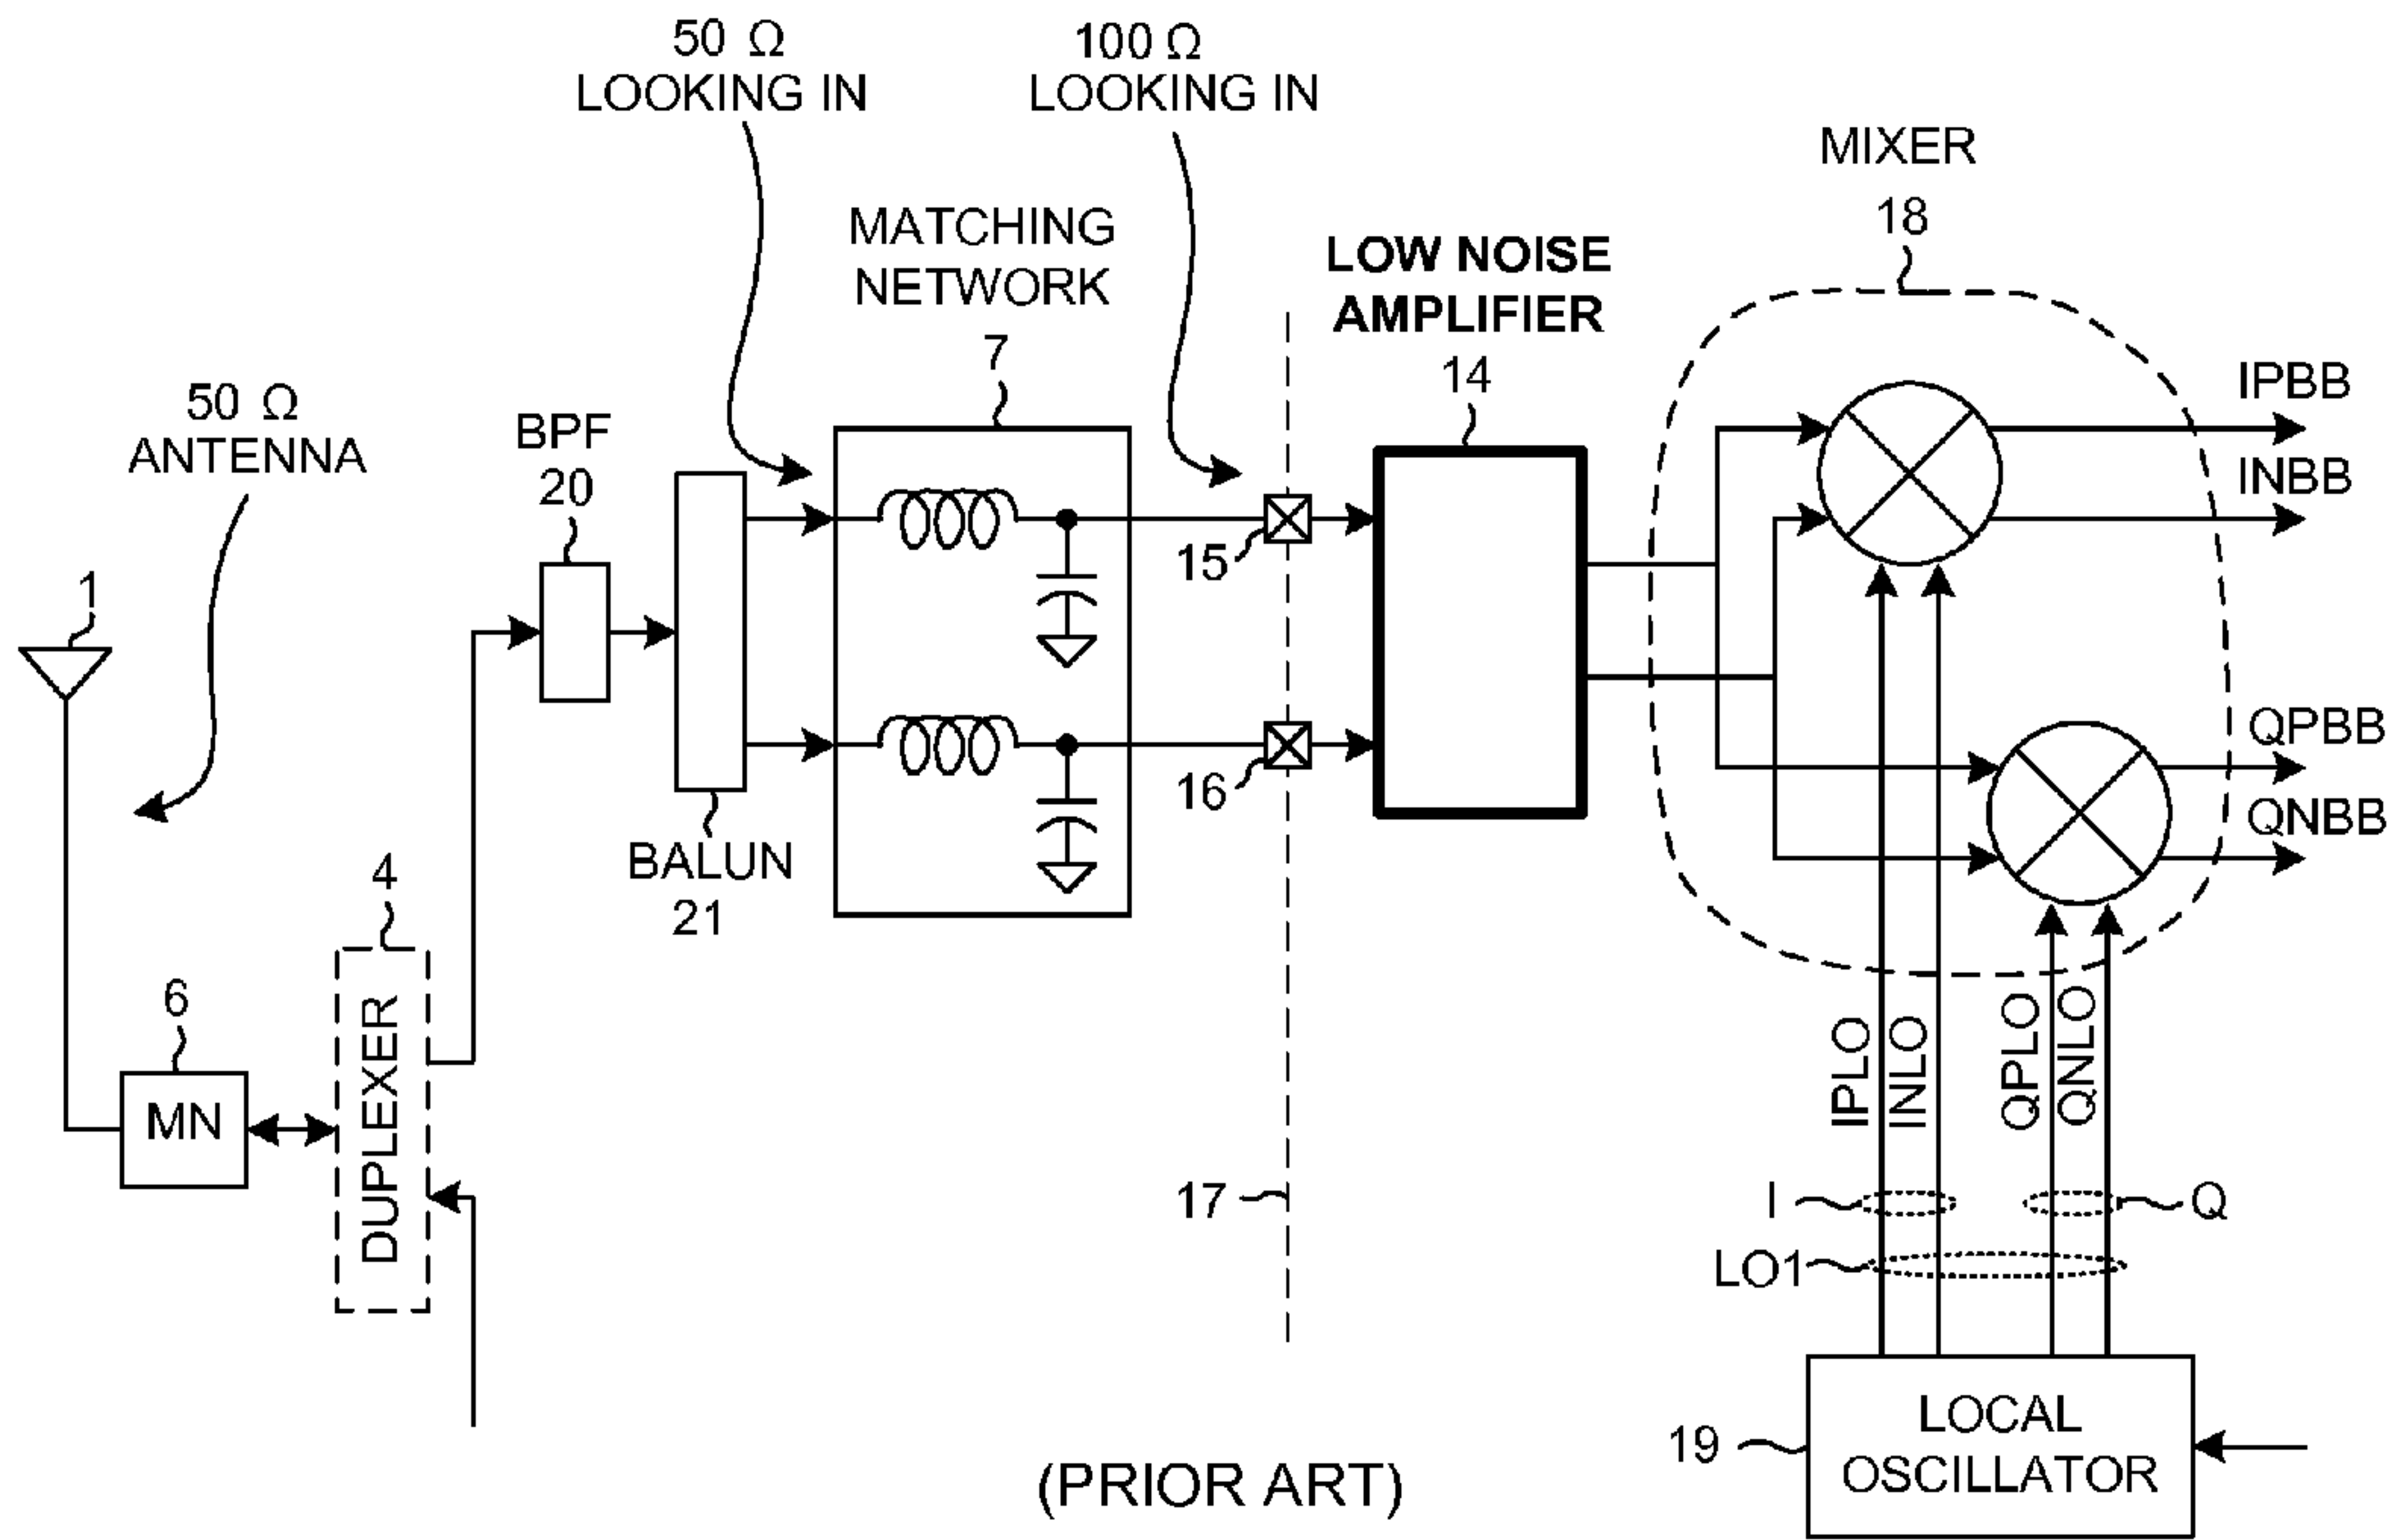 50 Ω
LOOKING IN
100 Ω
LOOKING IN
MIXER
18
MATCHING
NETWORK
7
LOW NOISE
AMPLIFIER
14
50 Ω
ANTENNA
BPF
20
IPBB
INBB
1
15
16
BALUN
21
QPBB
QNBB
4
6
MN
DUPLEXER
IPLO
INLO
QPLO
QNLO
17
I
Q
LO1
19
LOCAL
OSCILLATOR
(PRIOR ART)